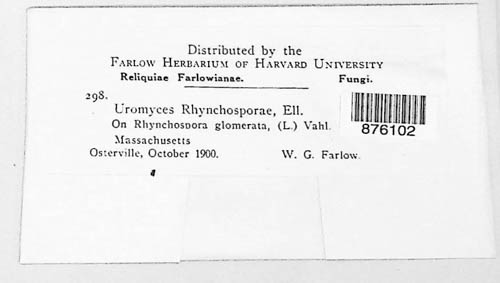 Distributed by the
FARLOW HERBARIUM OF HARVARD UNIVERSITY
Reliquiae Farlowianae. Fungi.
298.
Uromyces Rhynchosporae, Ell.
On Rhynchospora glomerata, (L.) Vahl.
Massachusetts
Osterville, October 1900. W. G. Farlow.
876102